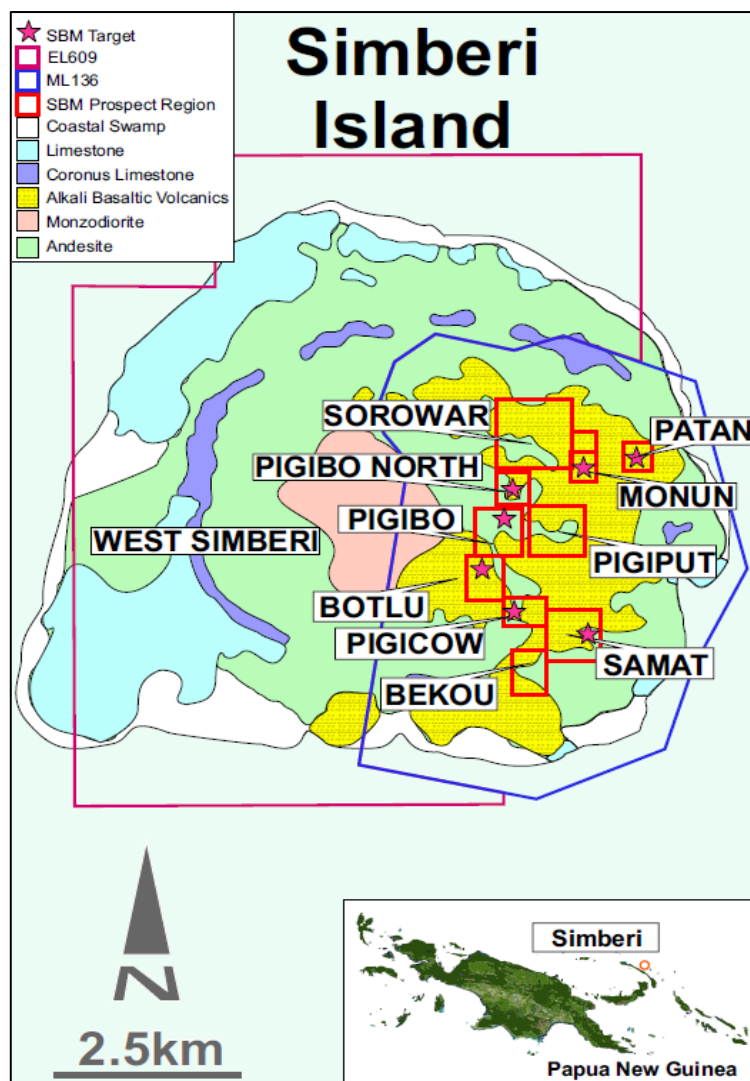 Simberi
Island
SBM Target
EL609
ML136
SBM Prospect Region
Coastal Swamp
Limestone
Coronus Limestone
Alkali Basaltic Volcanics
Monzodiorite
Andesite
SOROWAR
PATAN
PIGIBO NORTH
MONUN
PIGIBO
WEST SIMBERI
PIGIPUT
BOTLU
PIGICOW
SAMAT
BEKOU
N
2.5km
Simberi
Papua New Guinea